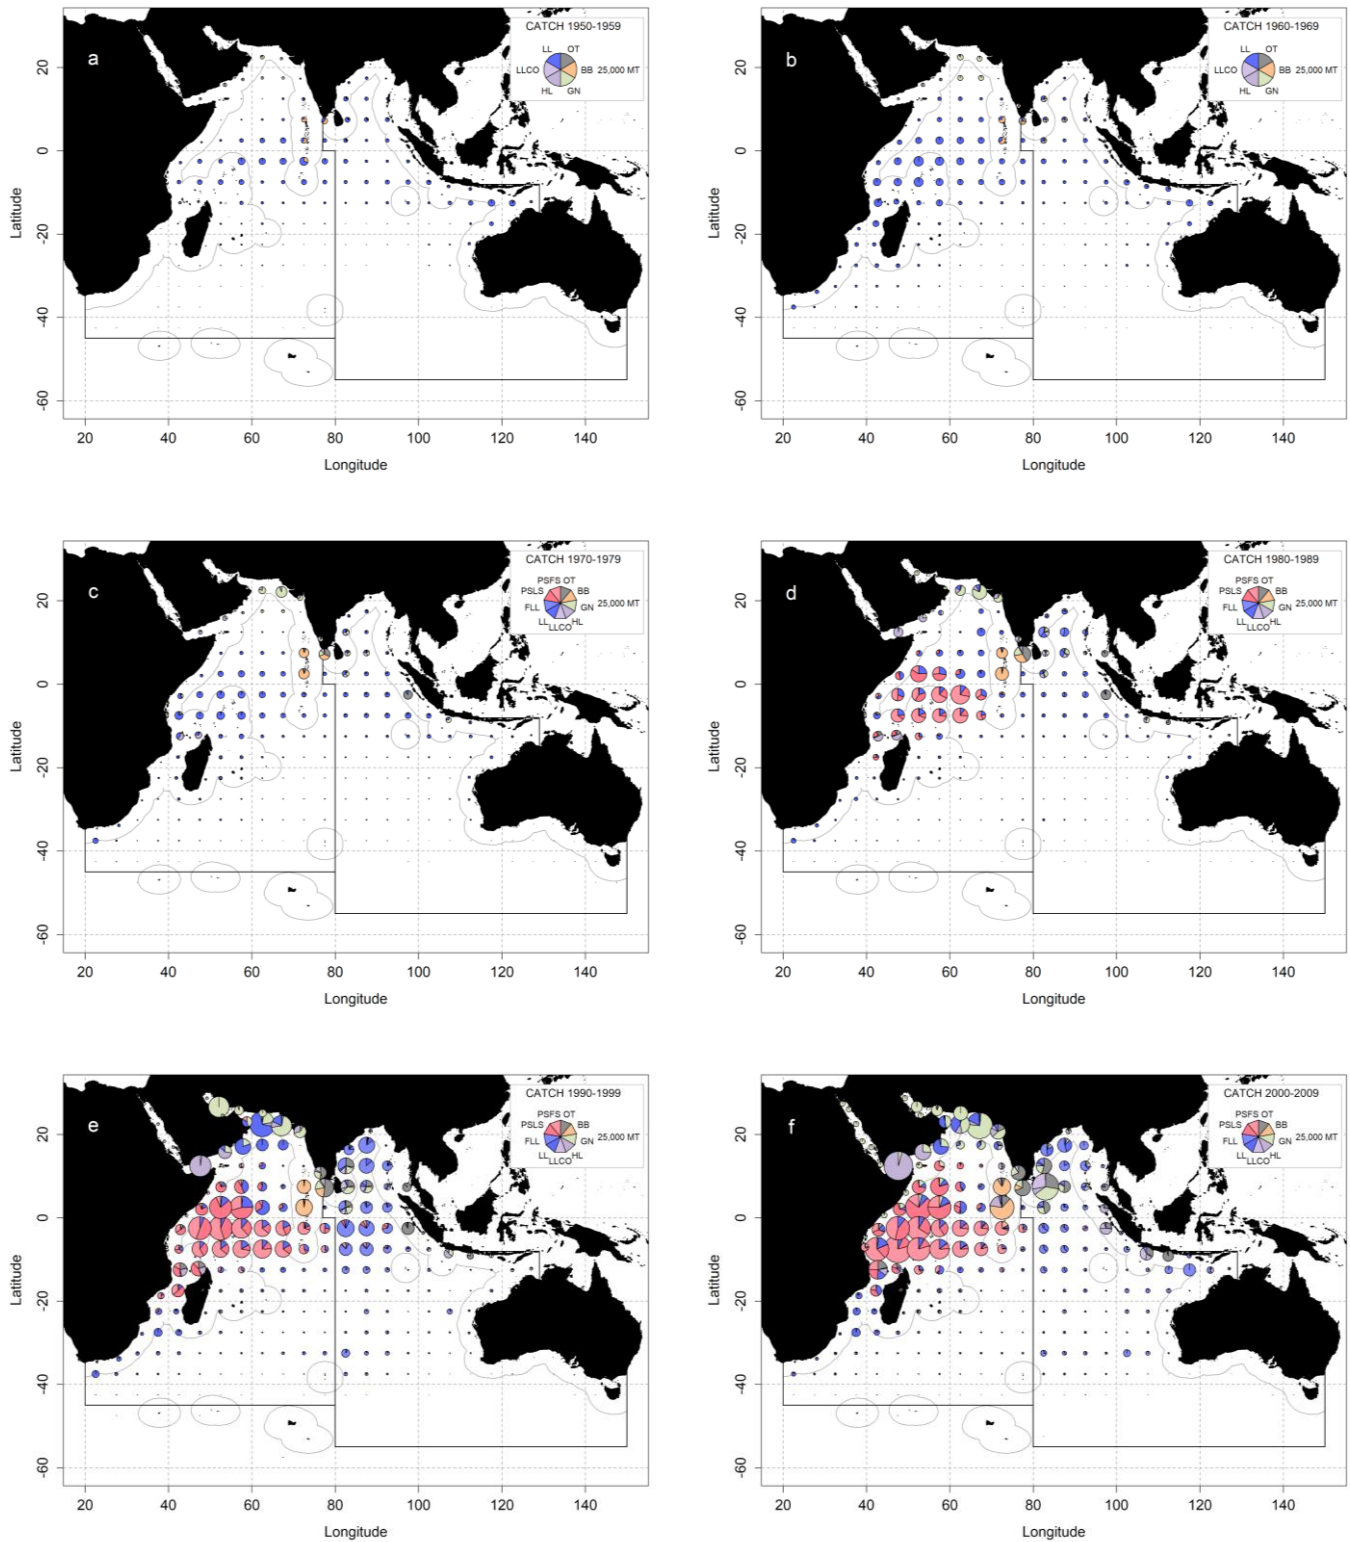 a
CATCH 1950-1959
LL OT
LLCO BB 25,000 MT
HL GN
20
0
-20
-40
-60
Latitude
20 40 60 80 100 120 140
Longitude
b
CATCH 1960-1969
LL OT
LLCO BB 25,000 MT
HL GN
20
0
-20
-40
-60
Latitude
20 40 60 80 100 120 140
Longitude
c
CATCH 1970-1979
PSFS OT
PSLS BB
FLL GN 25,000 MT
LL HL
LLCO
20
0
-20
-40
-60
Latitude
20 40 60 80 100 120 140
Longitude
d
CATCH 1980-1989
PSFS OT
PSLS BB
FLL GN 25,000 MT
LL HL
LLCO
20
0
-20
-40
-60
Latitude
20 40 60 80 100 120 140
Longitude
e
CATCH 1990-1999
PSFS OT
PSLS BB
FLL GN 25,000 MT
LL HL
LLCO
20
0
-20
-40
-60
Latitude
20 40 60 80 100 120 140
Longitude
f
CATCH 2000-2009
PSFS OT
PSLS BB
FLL GN 25,000 MT
LL HL
LLCO
20
0
-20
-40
-60
Latitude
20 40 60 80 100 120 140
Longitude